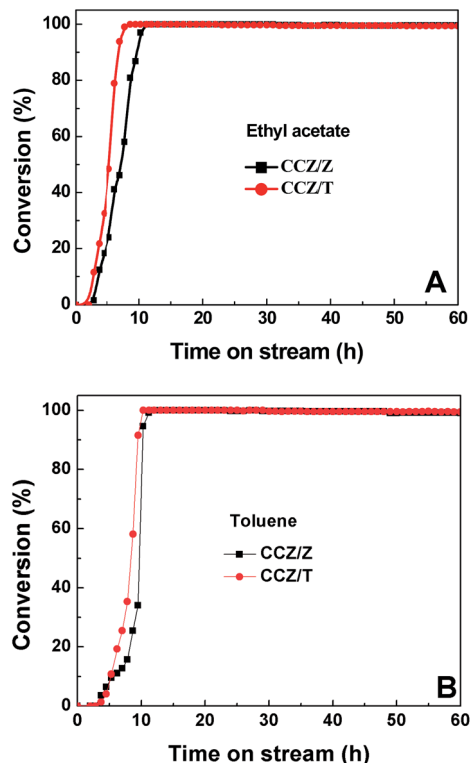 100
80
60
40
20
0
Conversion (%)
Ethyl acetate
CCZ/Z
CCZ/T
A
0 10 20 30 40 50 60
Time on stream (h)
100
80
60
40
20
0
Conversion (%)
Toluene
CCZ/Z
CCZ/T
B
0 10 20 30 40 50 60
Time on stream (h)